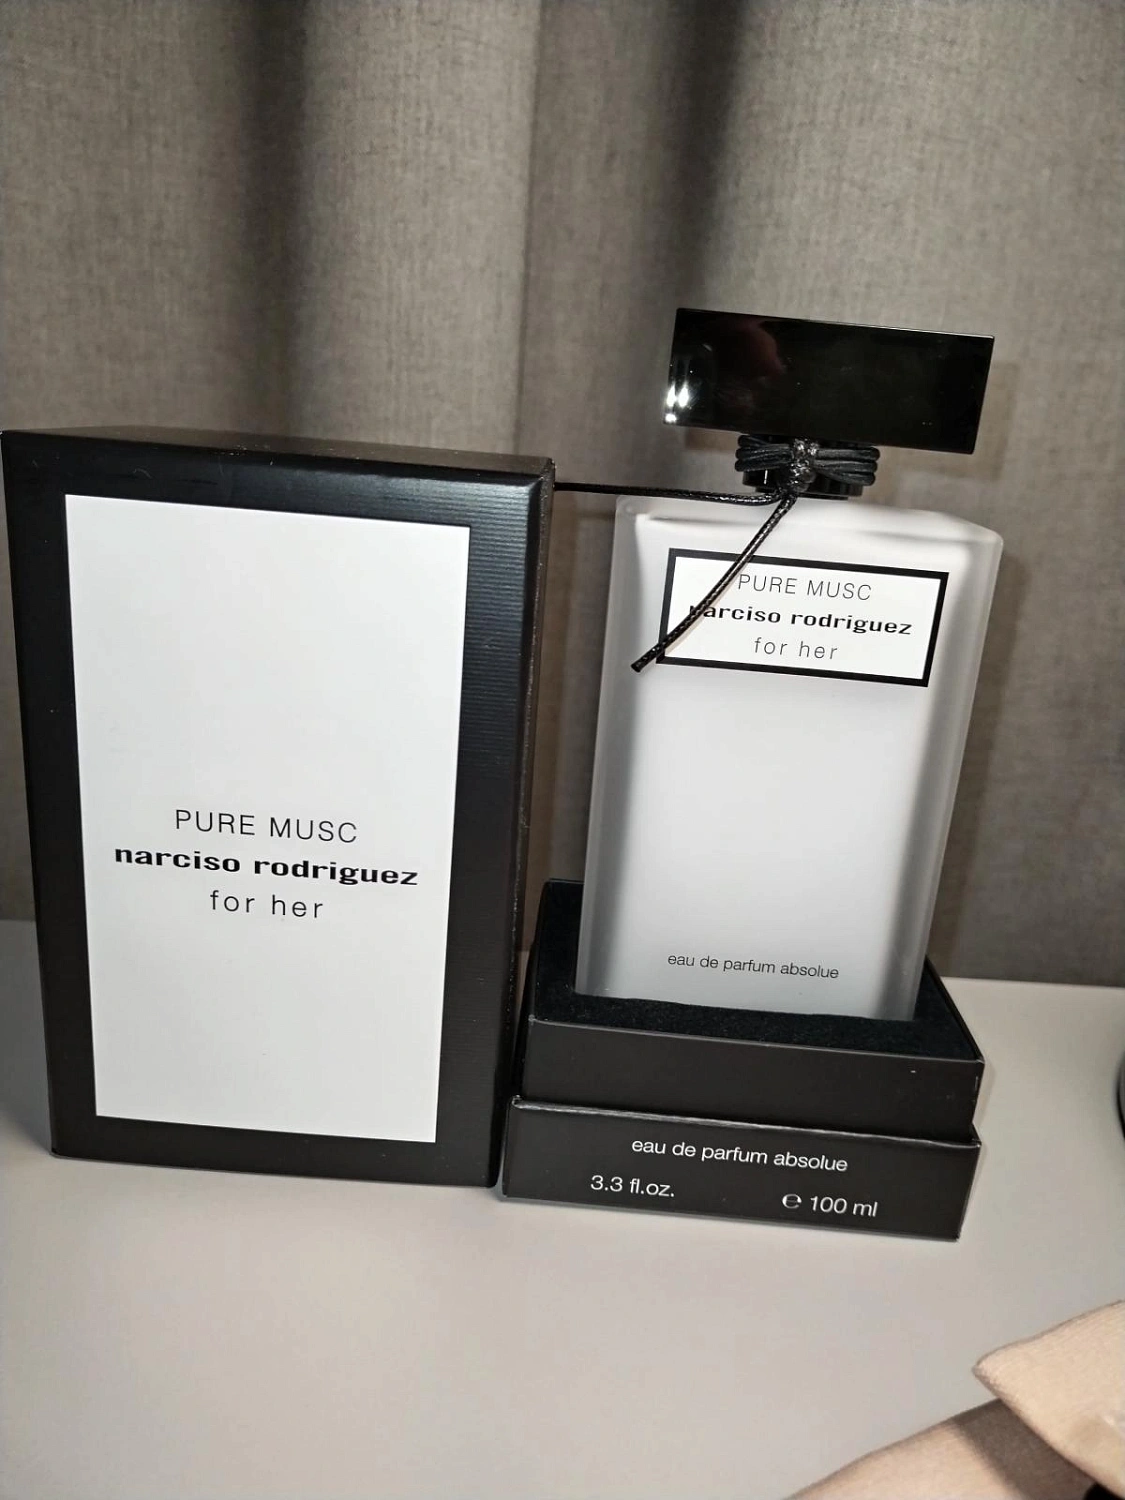 PURE MUSC
narciso rodriguez
for her
PURE MUSC
narciso rodriguez
for her
eau de parfum absolue
eau de parfum absolue
3.3 fl.oz. ℮ 100 ml